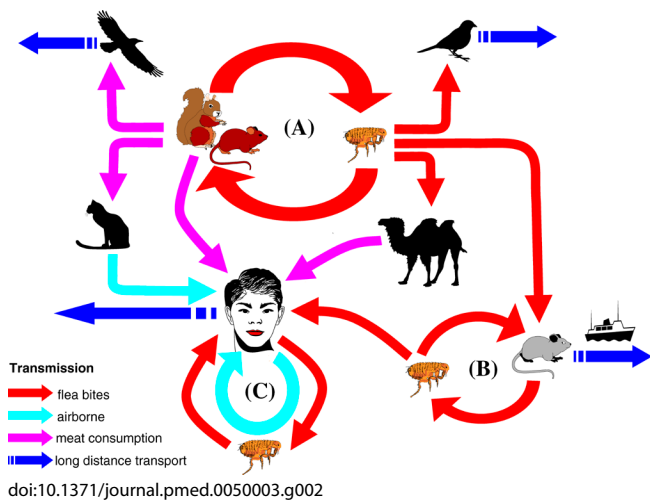 (A)
(B)
(C)
Transmission
flea bites
airborne
meat consumption
long distance transport
doi:10.1371/journal.pmed.0050003.g002